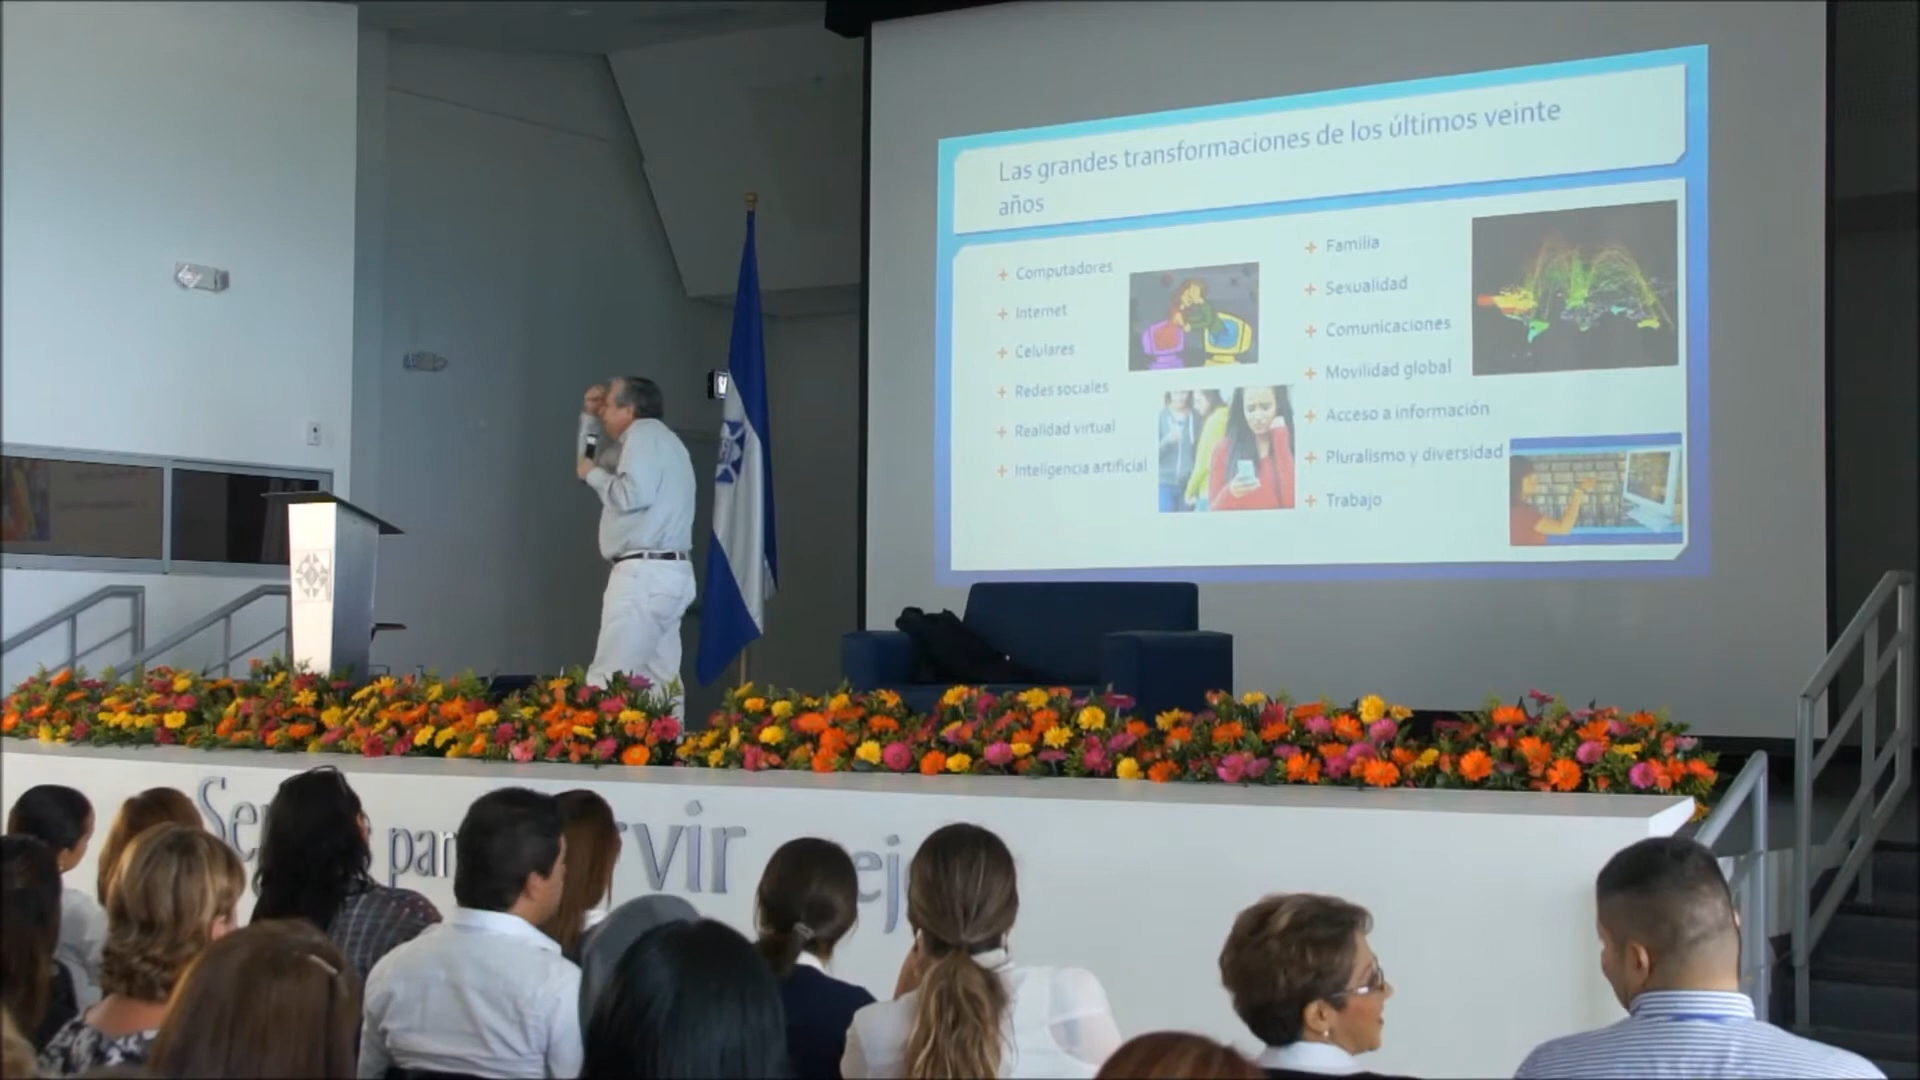 Las grandes transformaciones de los últimos veinte
años
+ Computadores
+ Internet
+ Celulares
+ Redes sociales
+ Realidad virtual
+ Inteligencia artificial
+ Familia
+ Sexualidad
+ Comunicaciones
+ Movilidad global
+ Acceso a información
+ Pluralismo y diversidad
+ Trabajo